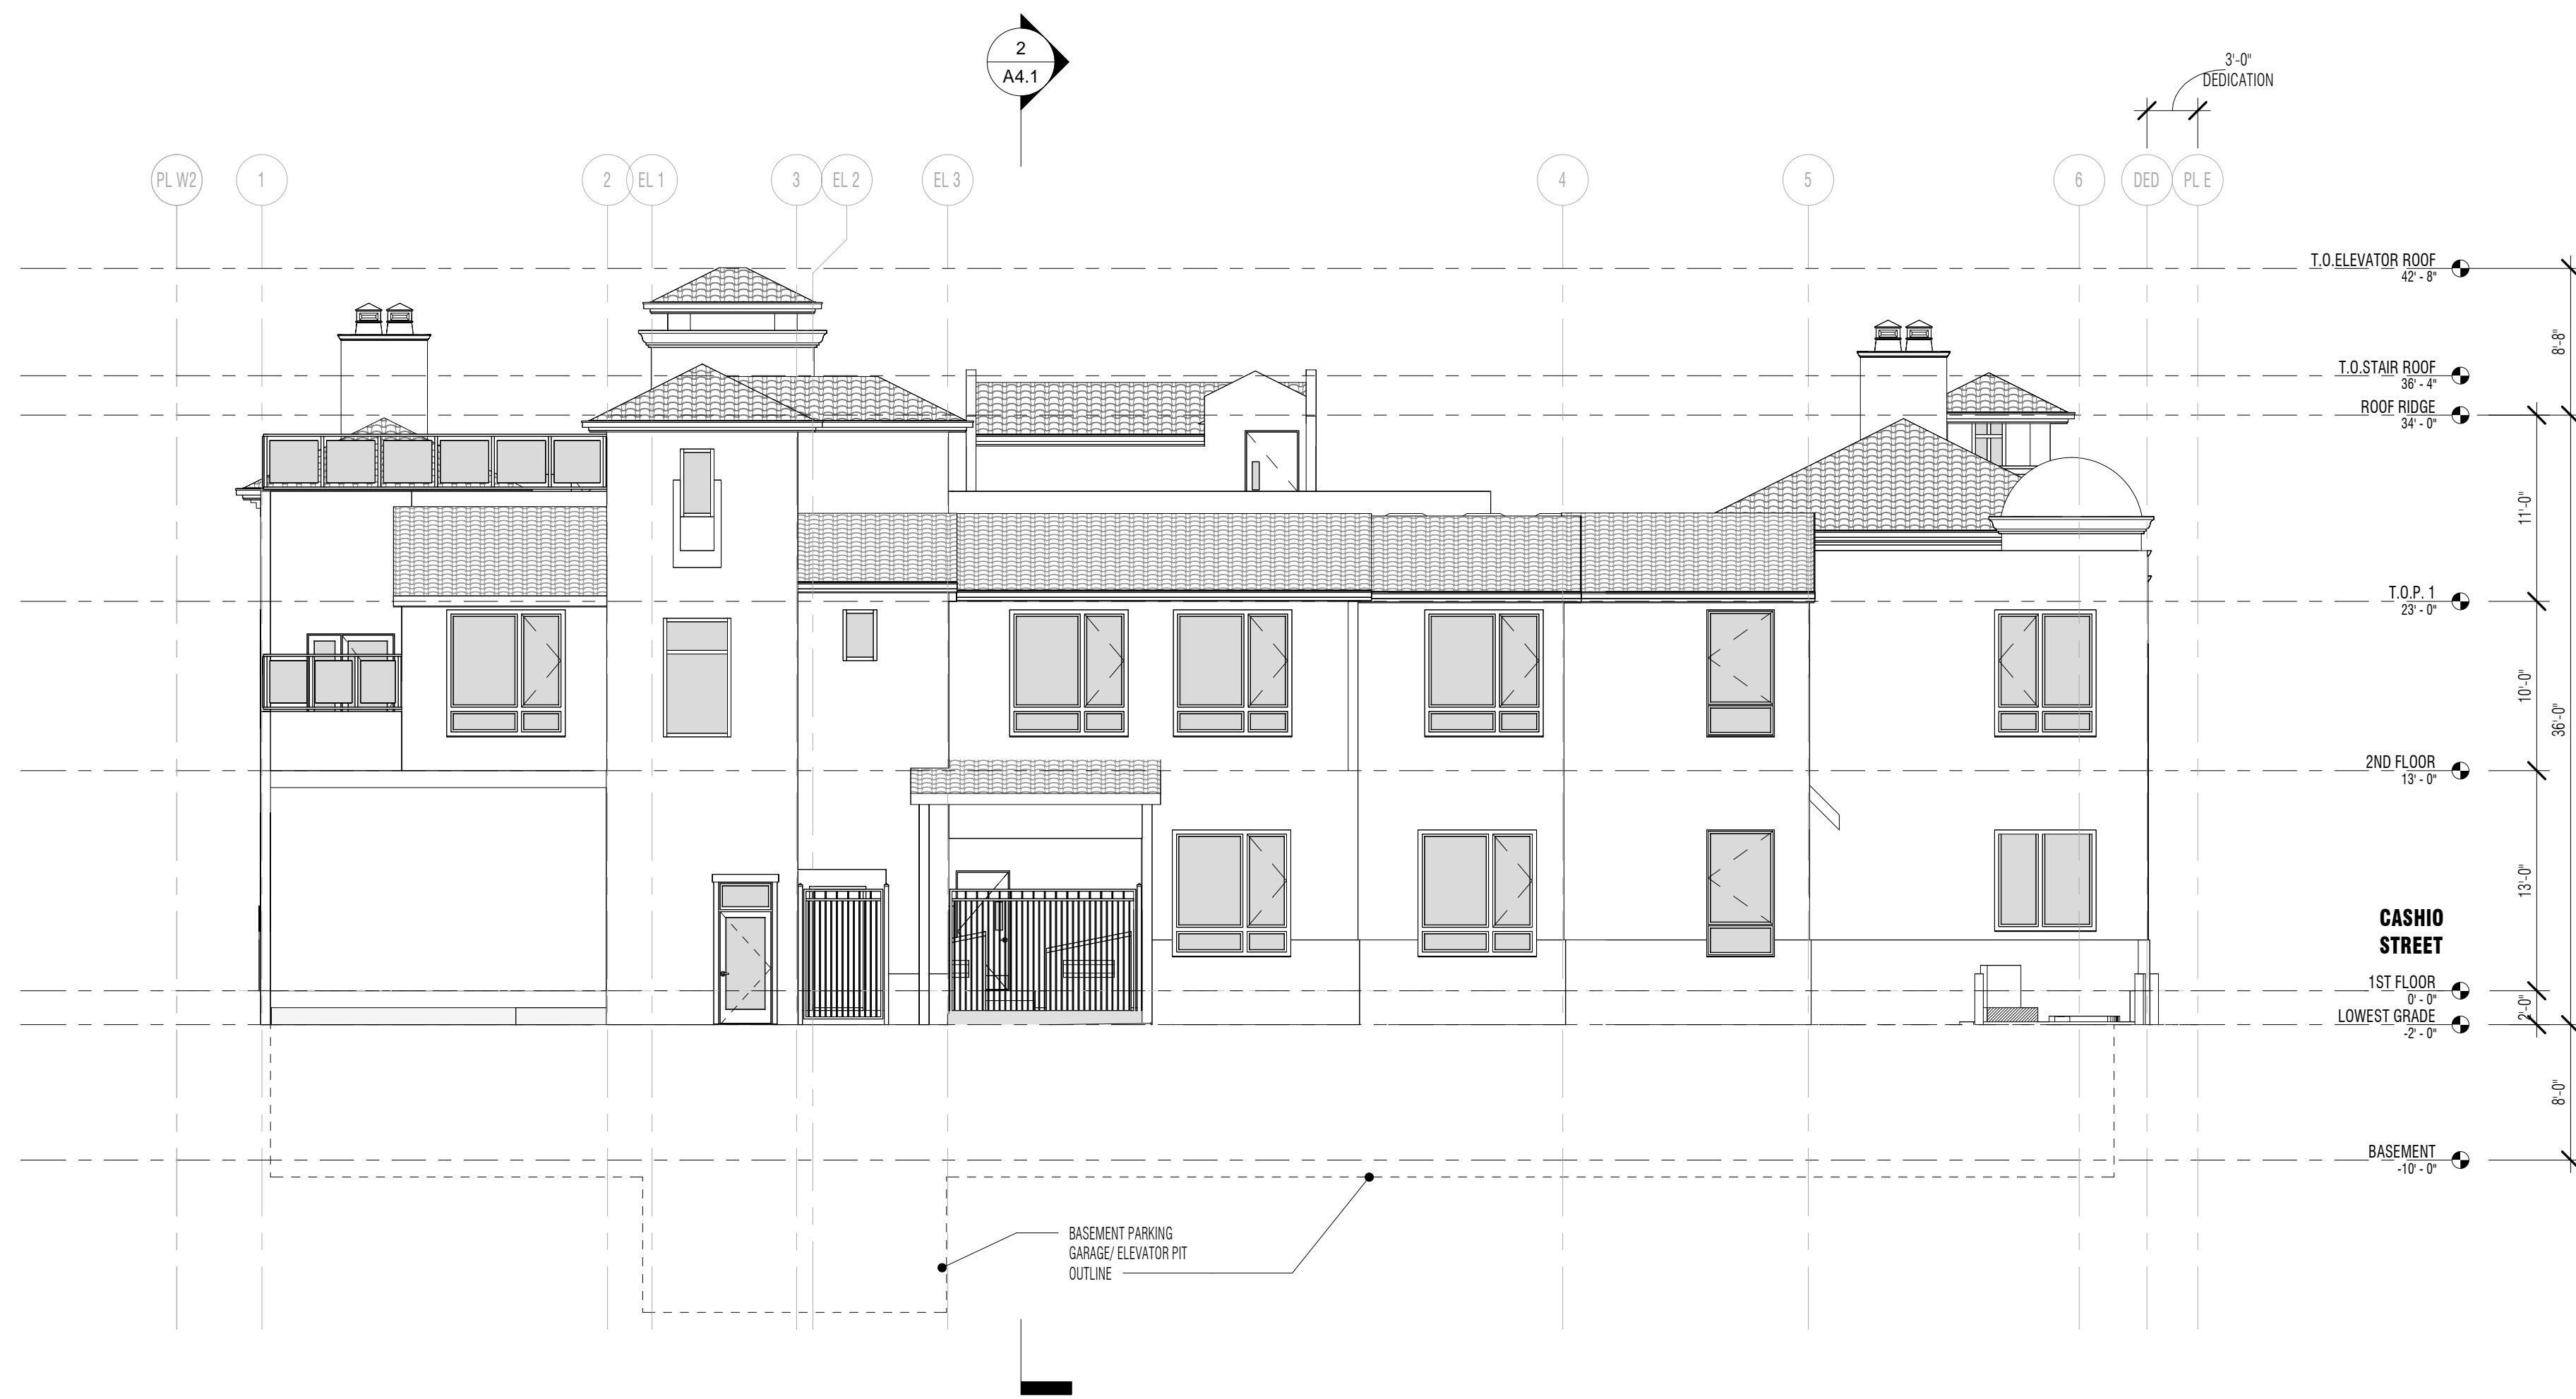 2
A4.1
3'-0"
DEDICATION
PL W2
1
2
EL 1
3
EL 2
EL 3
4
5
6
DED
PL E
T.O.ELEVATOR ROOF
42' - 8"
8'-8"
T.O.STAIR ROOF
36' - 4"
ROOF RIDGE
34' - 0"
11'-0"
T.O.P. 1
23' - 0"
10'-0"
36'-0"
2ND FLOOR
13' - 0"
13'-0"
CASHIO
STREET
1ST FLOOR
0' - 0"
2'-0"
LOWEST GRADE
-2' - 0"
8'-0"
BASEMENT
-10' - 0"
BASEMENT PARKING
GARAGE/ ELEVATOR PIT
OUTLINE